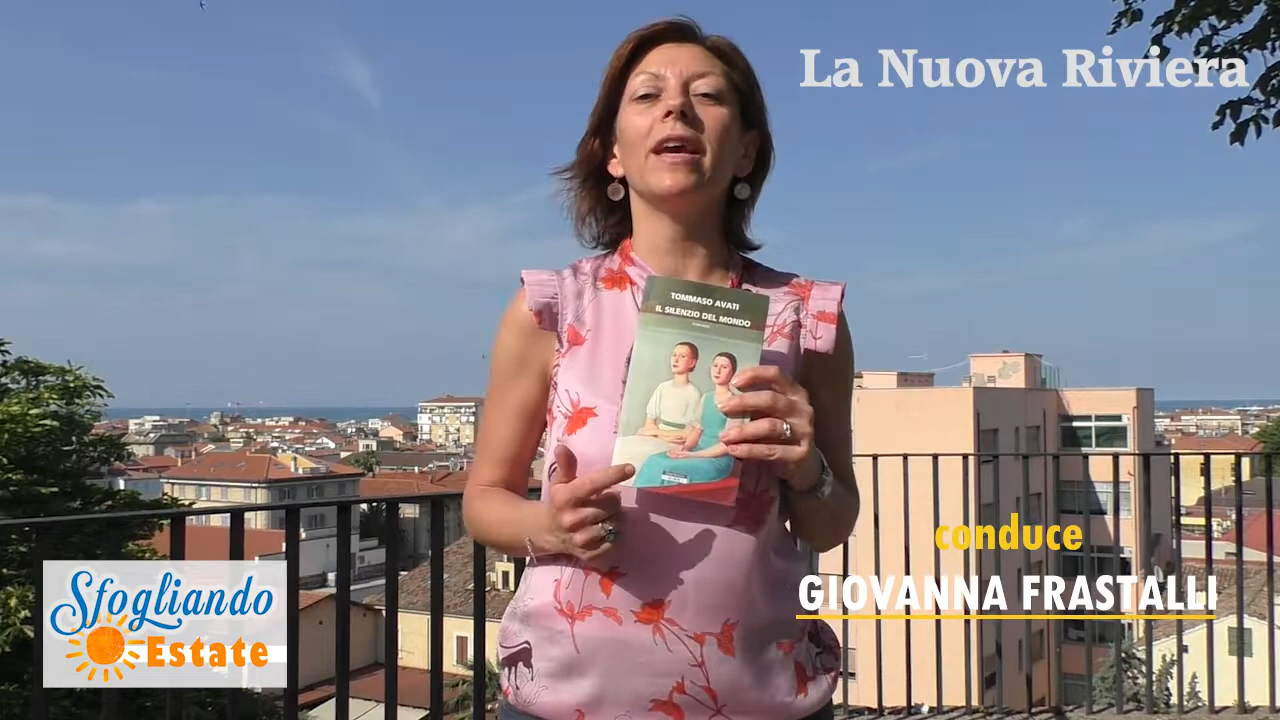 La Nuova Riviera
TOMMASO AVATI
IL SILENZIO DEL MONDO
conduce
GIOVANNA FRASTALLI
Sfogliando
Estate